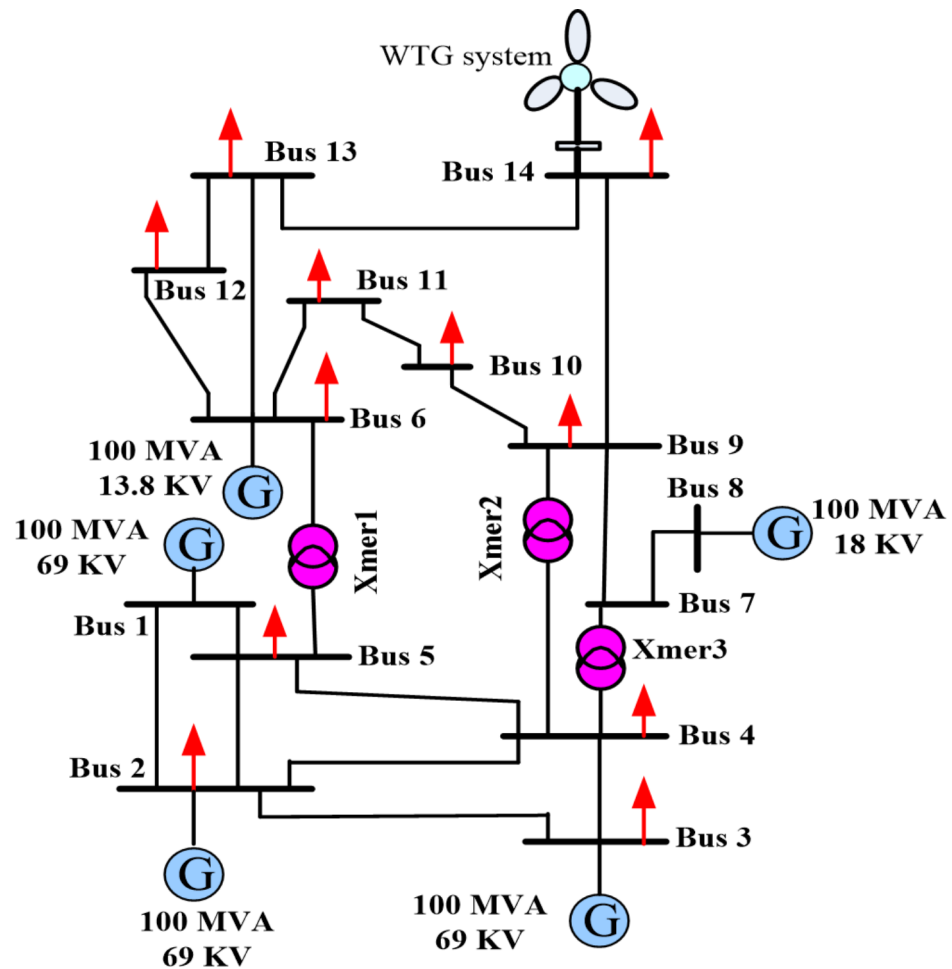 WTG system
Bus 13
Bus 14
Bus 12
Bus 11
Bus 10
Bus 6
Bus 9
100 MVA
13.8 KV
G
Bus 8
100 MVA
18 KV
G
100 MVA
69 KV
G
Xmer1
Xmer2
Bus 7
Bus 1
Xmer3
Bus 5
Bus 4
Bus 2
Bus 3
G
100 MVA
69 KV
100 MVA
69 KV
G